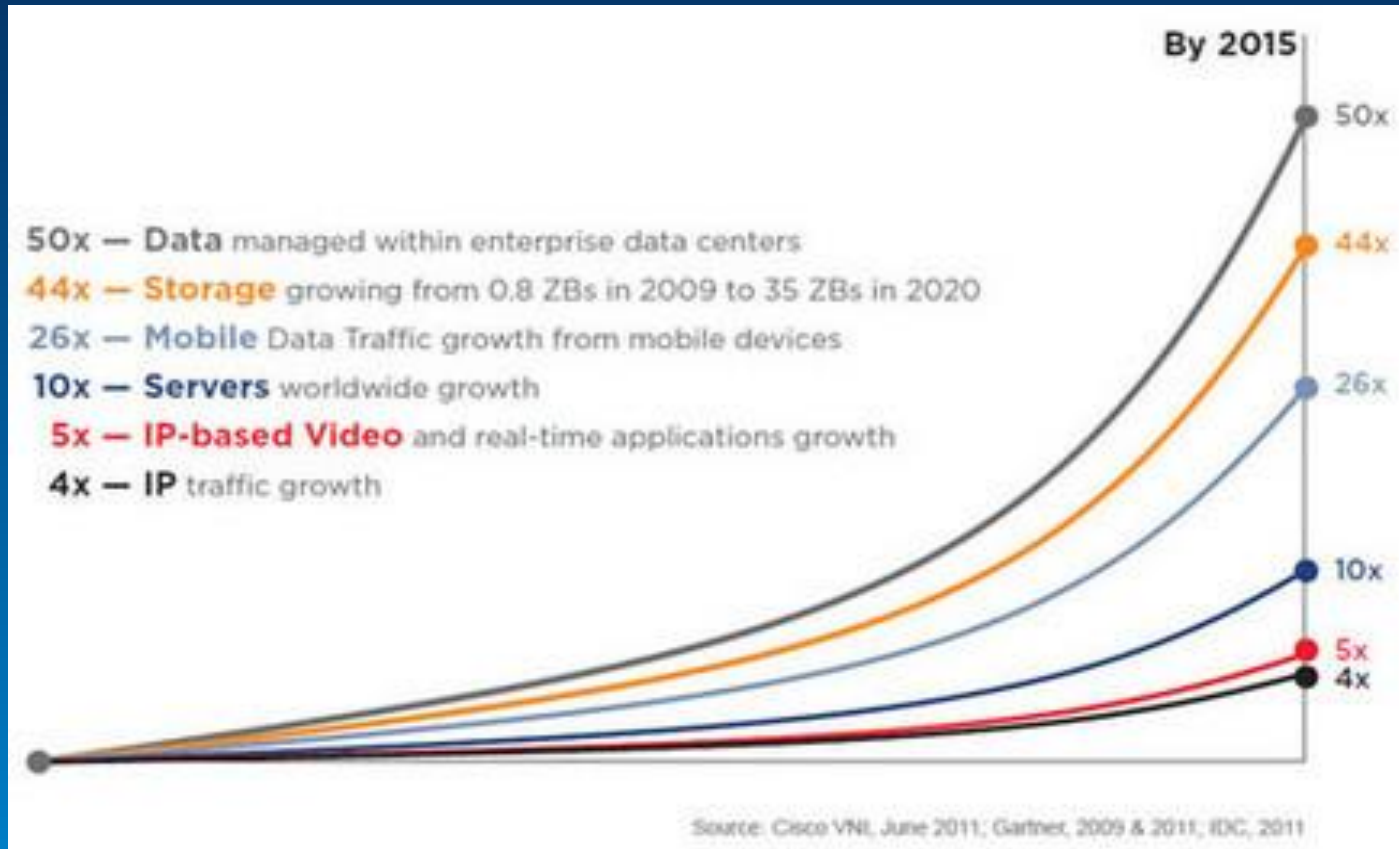 By 2015
50x
50x — Data managed within enterprise data centers
44x
44x — Storage growing from 0.8 ZBs in 2009 to 35 ZBs in 2020
26x — Mobile Data Traffic growth from mobile devices
26x
10x — Servers worldwide growth
5x — IP-based Video and real-time applications growth
4x — IP traffic growth
10x
5x
4x
Source: Cisco VNI, June 2011; Gartner, 2009 & 2011; IDC, 2011